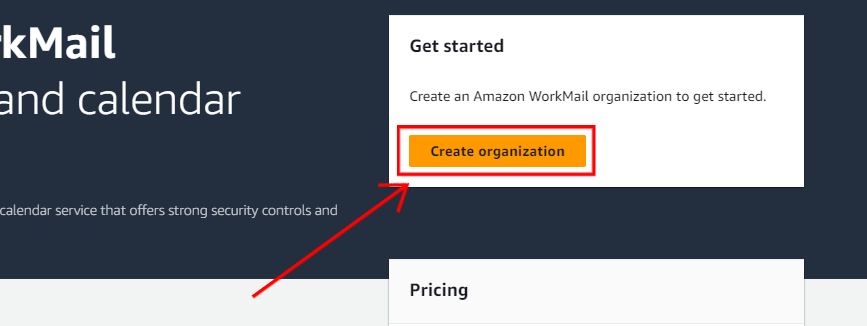 rkMail
and calendar
calendar service that offers strong security controls and
Get started
Create an Amazon WorkMail organization to get started.
Create organization
Pricing